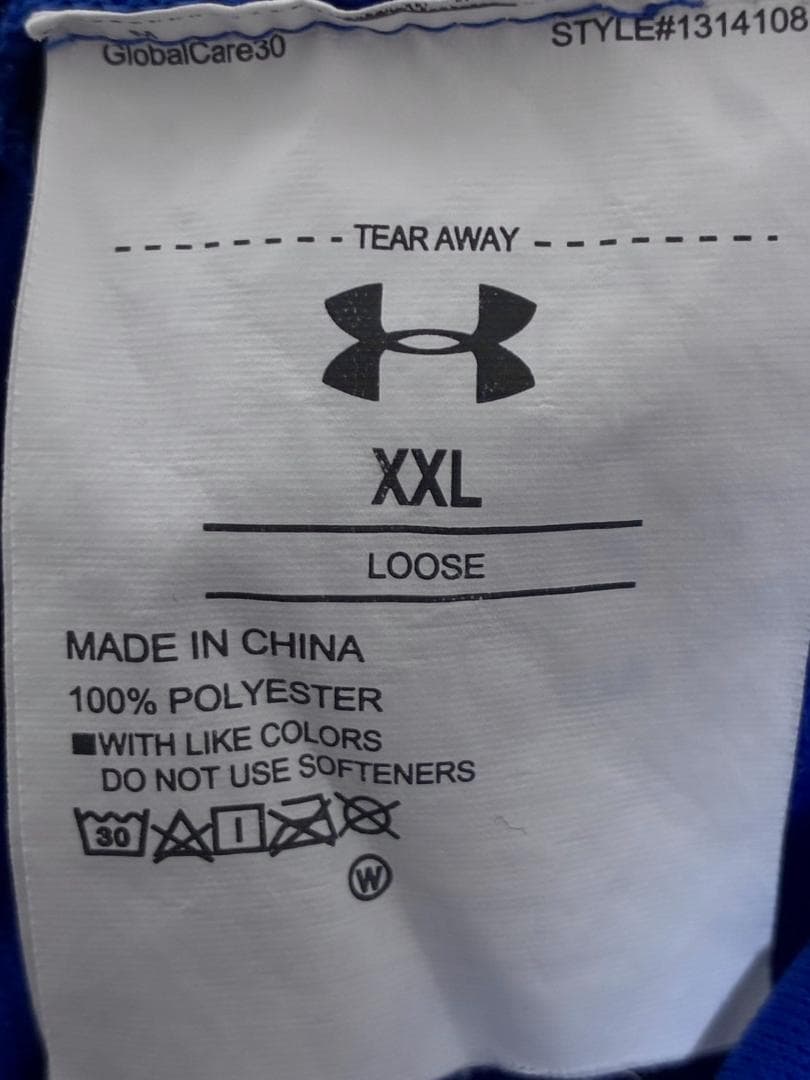 GlobalCare30
STYLE#1314108
TEAR AWAY
XXL
LOOSE
MADE IN CHINA
100% POLYESTER
WITH LIKE COLORS
DO NOT USE SOFTENERS
30
W